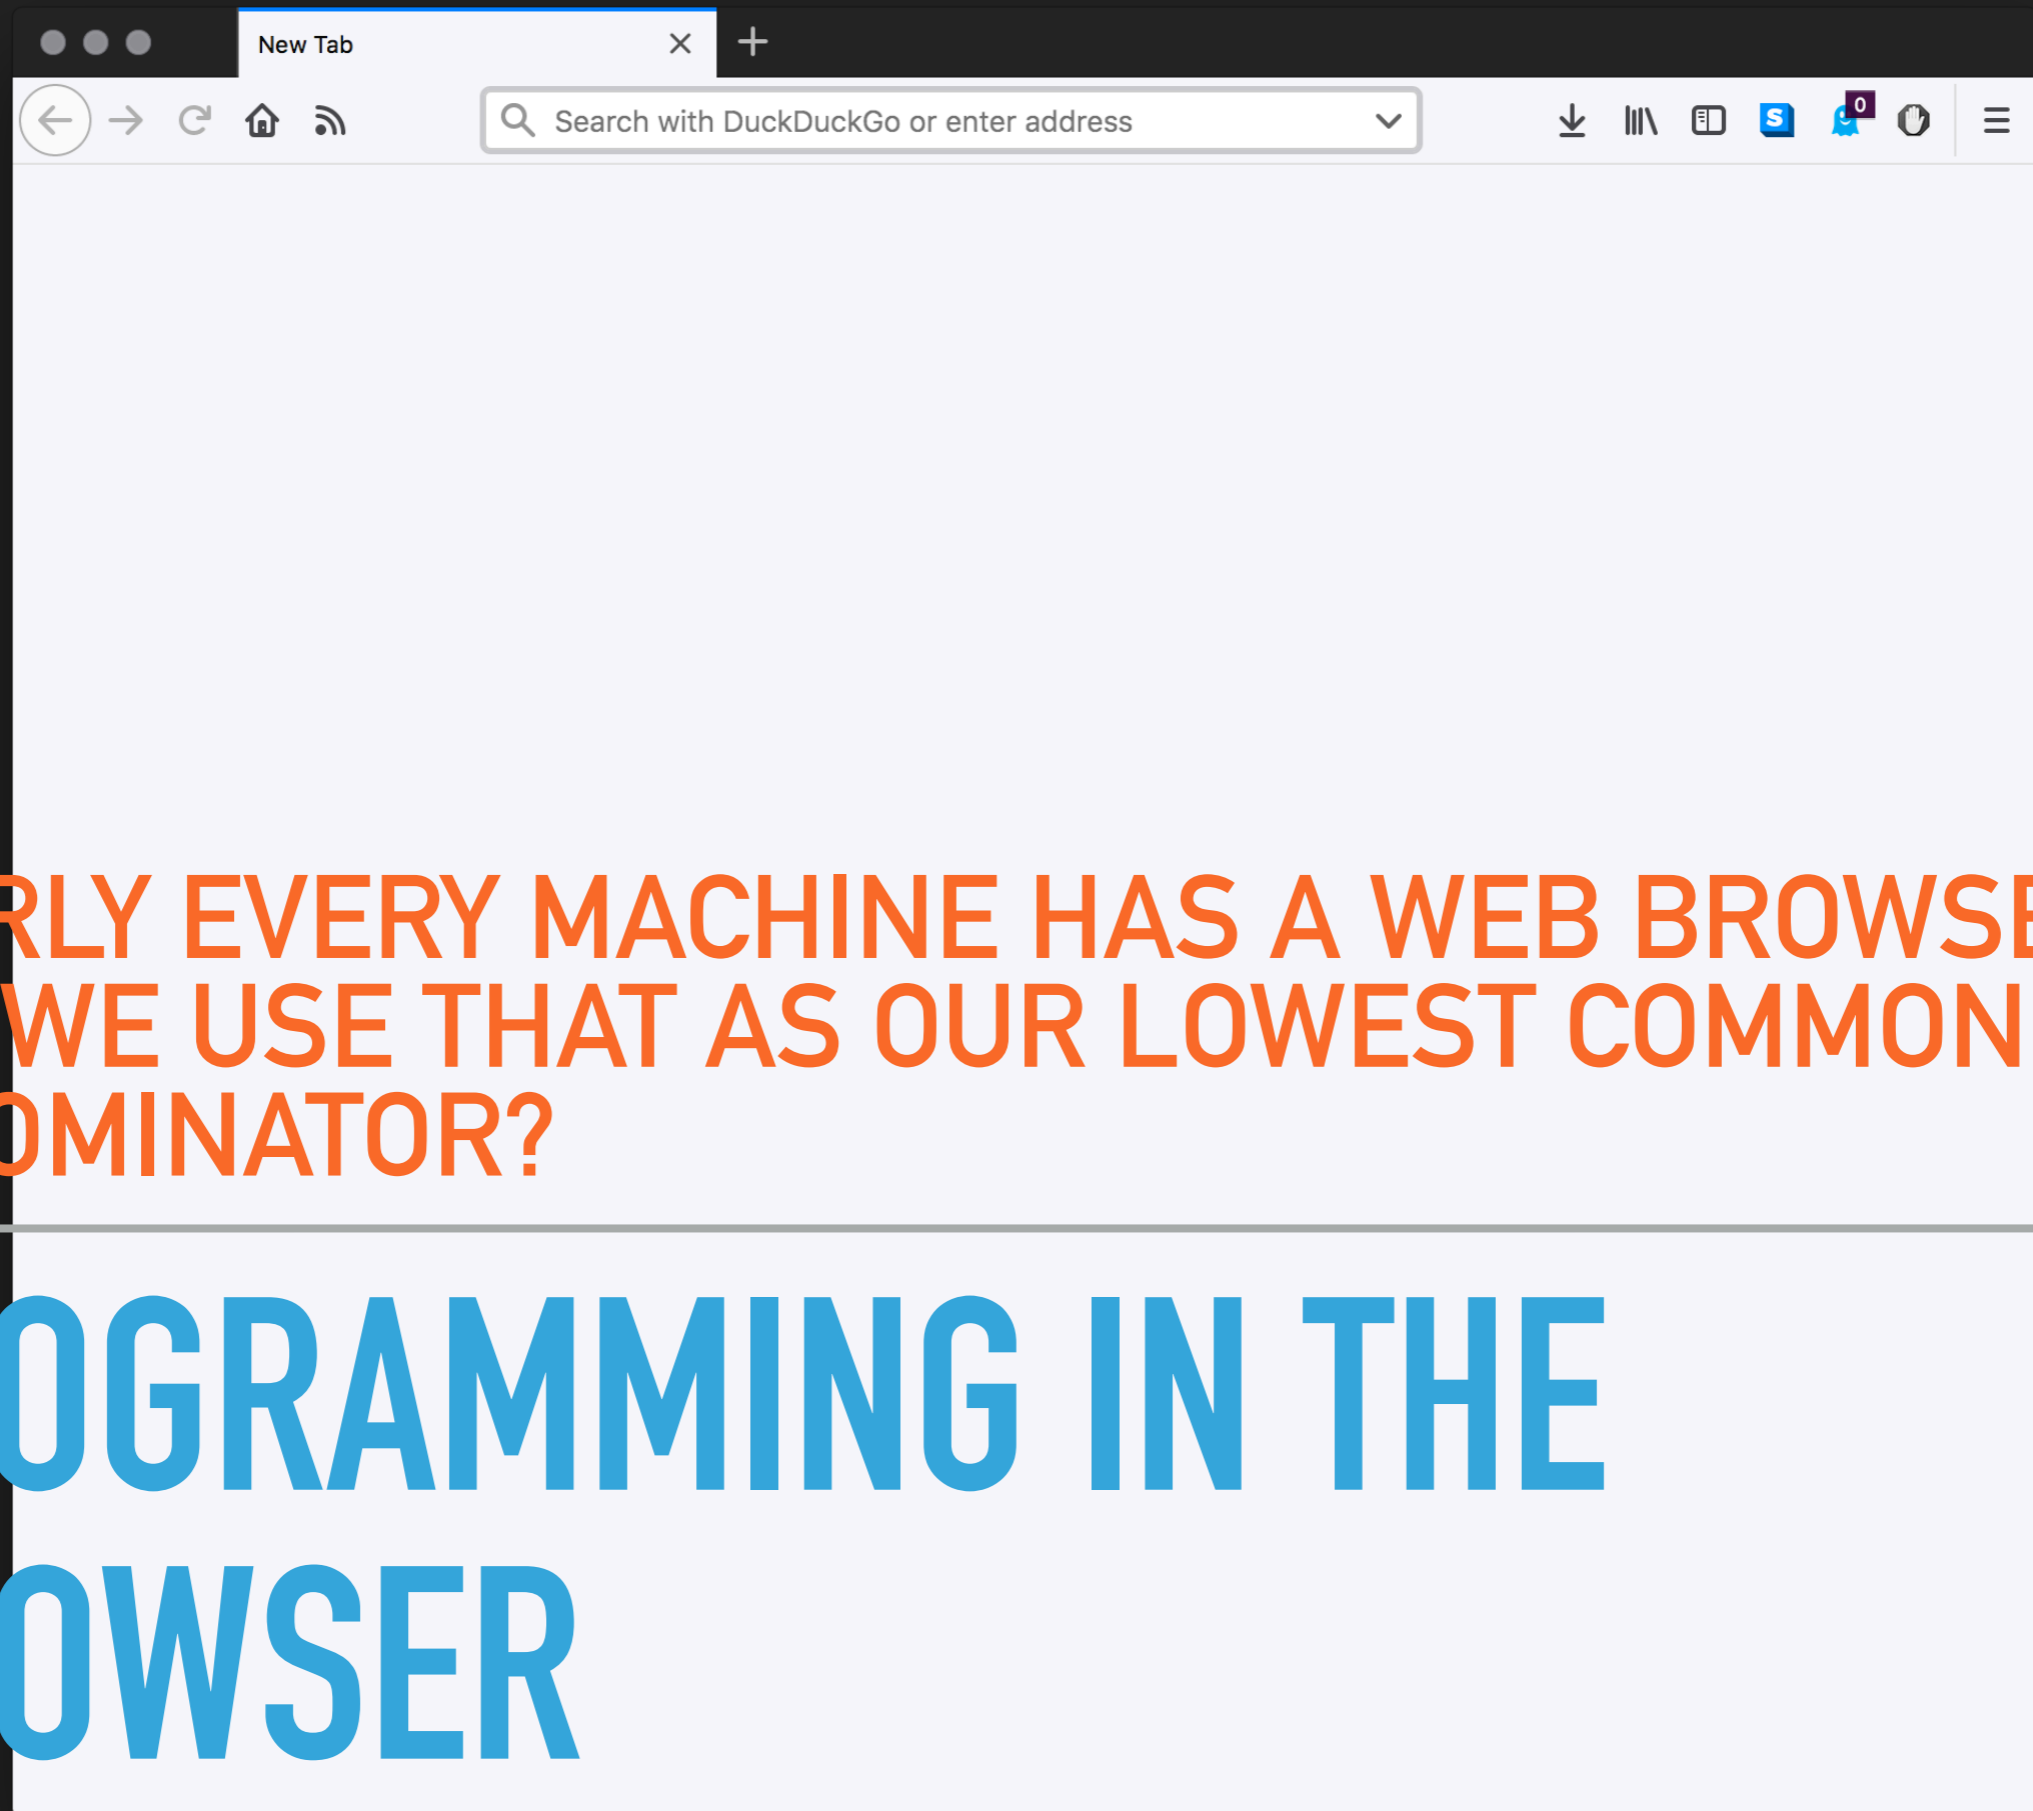 New Tab
Search with DuckDuckGo or enter address
S
0
RLY EVERY MACHINE HAS A WEB BROWSE
WE USE THAT AS OUR LOWEST COMMON
OMINATOR?
OGRAMMING IN THE
OWSER